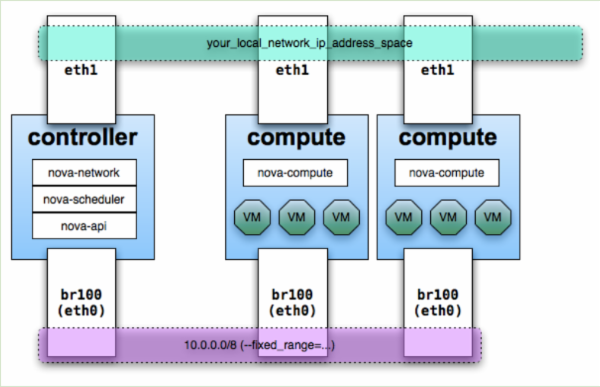 your_local_network_ip_address_space
eth1 eth1 eth1
controller compute compute
nova-network nova-compute nova-compute
nova-scheduler
nova-api
VM VM VM VM VM VM
br100 br100 br100
(eth0) (eth0) (eth0)
10.0.0.0/8 (--fixed_range=...)